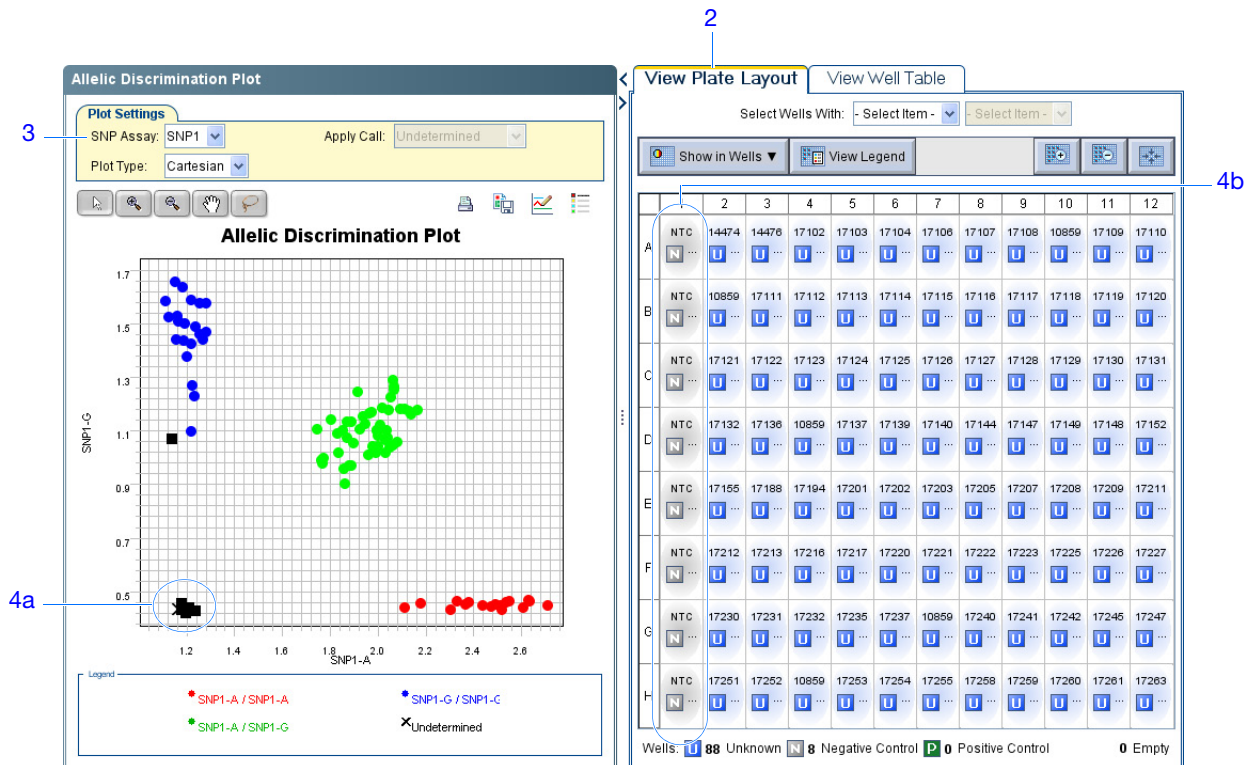 2
Allelic Discrimination Plot
View Plate Layout
View Well Table
Plot Settings
3
SNP Assay: SNP1
Apply Call: Undetermined
Plot Type: Cartesian
Select Wells With: - Select Item - - Select Item -
Show in Wells ▼ View Legend
4b
Allelic Discrimination Plot
1.7
1.5
1.3
1.1
0.9
0.7
0.5
SNP1-G
4a
1.2 1.4 1.6 1.8 2.0 2.2 2.4 2.6
SNP1-A
Legend
SNP1-A / SNP1-A
SNP1-G / SNP1-G
SNP1-A / SNP1-G
Undetermined
2 3 4 5 6 7 8 9 10 11 12
A NTC 14474 14476 17102 17103 17104 17106 17107 17108 10859 17109 17110
N ... U ... U ... U ... U ... U ... U ... U ... U ... U ... U ... U ...
B NTC 10859 17111 17112 17113 17114 17115 17116 17117 17118 17119 17120
N ... U ... U ... U ... U ... U ... U ... U ... U ... U ... U ... U ...
C NTC 17121 17122 17123 17124 17125 17126 17127 17128 17129 17130 17131
N ... U ... U ... U ... U ... U ... U ... U ... U ... U ... U ... U ...
D NTC 17132 17136 10859 17137 17139 17140 17144 17147 17149 17148 17152
N ... U ... U ... U ... U ... U ... U ... U ... U ... U ... U ... U ...
E NTC 17155 17188 17194 17201 17202 17203 17205 17207 17208 17209 17211
N ... U ... U ... U ... U ... U ... U ... U ... U ... U ... U ... U ...
F NTC 17212 17213 17216 17217 17220 17221 17222 17223 17225 17226 17227
N ... U ... U ... U ... U ... U ... U ... U ... U ... U ... U ... U ...
G NTC 17230 17231 17232 17235 17237 10859 17240 17241 17242 17245 17247
N ... U ... U ... U ... U ... U ... U ... U ... U ... U ... U ... U ...
H NTC 17251 17252 10859 17253 17254 17255 17258 17259 17260 17261 17263
N ... U ... U ... U ... U ... U ... U ... U ... U ... U ... U ... U ...
Wells: U 88 Unknown N 8 Negative Control P 0 Positive Control 0 Empty